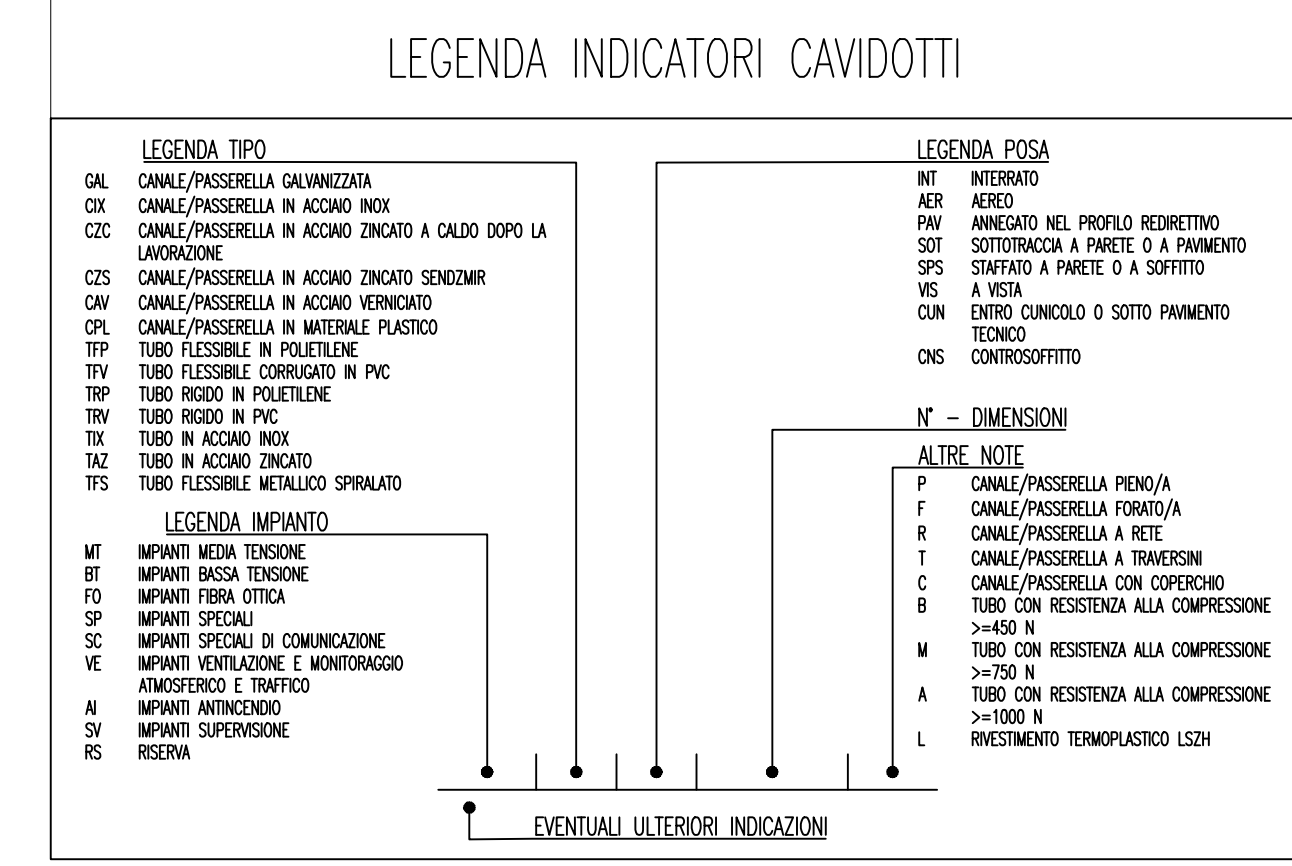 LEGENDA INDICATORI CAVIDOTTI
LEGENDA TIPO
GAL CANALE/PASSERELLA GALVANIZZATA
CIX CANALE/PASSERELLA IN ACCIAIO INOX
CZC CANALE/PASSERELLA IN ACCIAIO ZINCATO A CALDO DOPO LA
LAVORAZIONE
CZS CANALE/PASSERELLA IN ACCIAIO ZINCATO SENDZMIR
CAV CANALE/PASSERELLA IN ACCIAIO VERNICIATO
CPL CANALE/PASSERELLA IN MATERIALE PLASTICO
TFP TUBO FLESSIBILE IN POLIETILENE
TFV TUBO FLESSIBILE CORRUGATO IN PVC
TRP TUBO RIGIDO IN POLIETILENE
TRV TUBO RIGIDO IN PVC
TIX TUBO IN ACCIAIO INOX
TAZ TUBO IN ACCIAIO ZINCATO
TFS TUBO FLESSIBILE METALLICO SPIRALATO
LEGENDA IMPIANTO
MT IMPIANTI MEDIA TENSIONE
BT IMPIANTI BASSA TENSIONE
FO IMPIANTI FIBRA OTTICA
SP IMPIANTI SPECIALI
SC IMPIANTI SPECIALI DI COMUNICAZIONE
VE IMPIANTI VENTILAZIONE E MONITORAGGIO
ATMOSFERICO E TRAFFICO
AI IMPIANTI ANTINCENDIO
SV IMPIANTI SUPERVISIONE
RS RISERVA
LEGENDA POSA
INT INTERRATO
AER AEREO
PAV ANNEGATO NEL PROFILO REDIRETTIVO
SOT SOTTOTRACCIA A PARETE O A PAVIMENTO
SPS STAFFATO A PARETE O A SOFFITTO
VIS A VISTA
CUN ENTRO CUNICOLO O SOTTO PAVIMENTO
TECNICO
CNS CONTROSOFFITTO
N° – DIMENSIONI
ALTRE NOTE
P CANALE/PASSERELLA PIENO/A
F CANALE/PASSERELLA FORATO/A
R CANALE/PASSERELLA A RETE
T CANALE/PASSERELLA A TRAVERSINI
C CANALE/PASSERELLA CON COPERCHIO
B TUBO CON RESISTENZA ALLA COMPRESSIONE
>=450 N
M TUBO CON RESISTENZA ALLA COMPRESSIONE
>=750 N
A TUBO CON RESISTENZA ALLA COMPRESSIONE
>=1000 N
L RIVESTIMENTO TERMOPLASTICO LSZH
EVENTUALI ULTERIORI INDICAZIONI